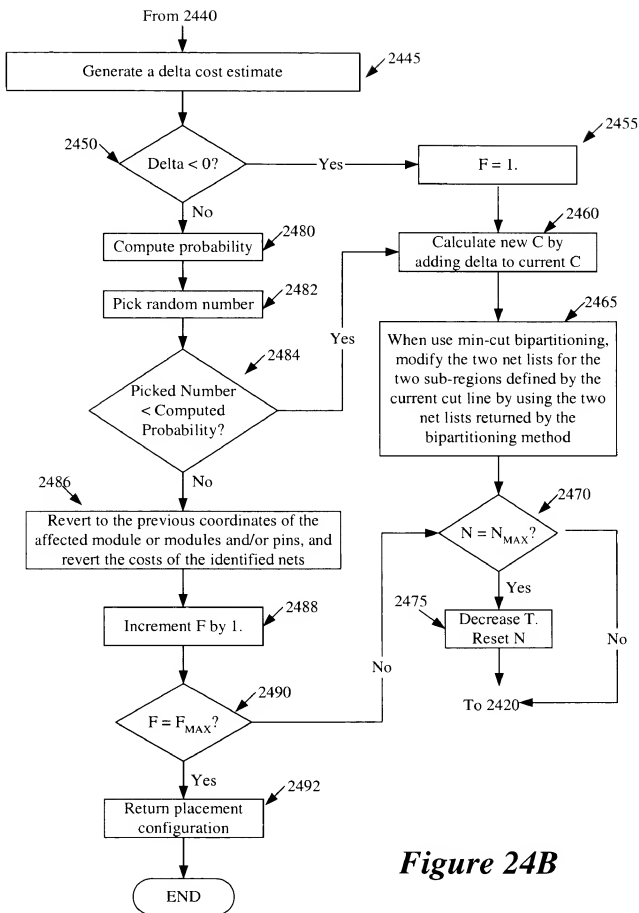 From 2440
Generate a delta cost estimate
2445
2450
Delta < 0?
Yes
F = 1.
2455
No
Compute probability
2480
Calculate new C by
adding delta to current C
2460
Pick random number
2482
Picked Number
< Computed
Probability?
2484
Yes
When use min-cut bipartitioning,
modify the two net lists for the
two sub-regions defined by the
current cut line by using the two
net lists returned by the
bipartitioning method
2465
No
2486
Revert to the previous coordinates of the
affected module or modules and/or pins, and
revert the costs of the identified nets
N = NMAX?
2470
Yes
Increment F by 1.
2488
2475
Decrease T.
Reset N
No
No
F = FMAX?
2490
To 2420
Yes
Return placement
configuration
2492
END
Figure 24B